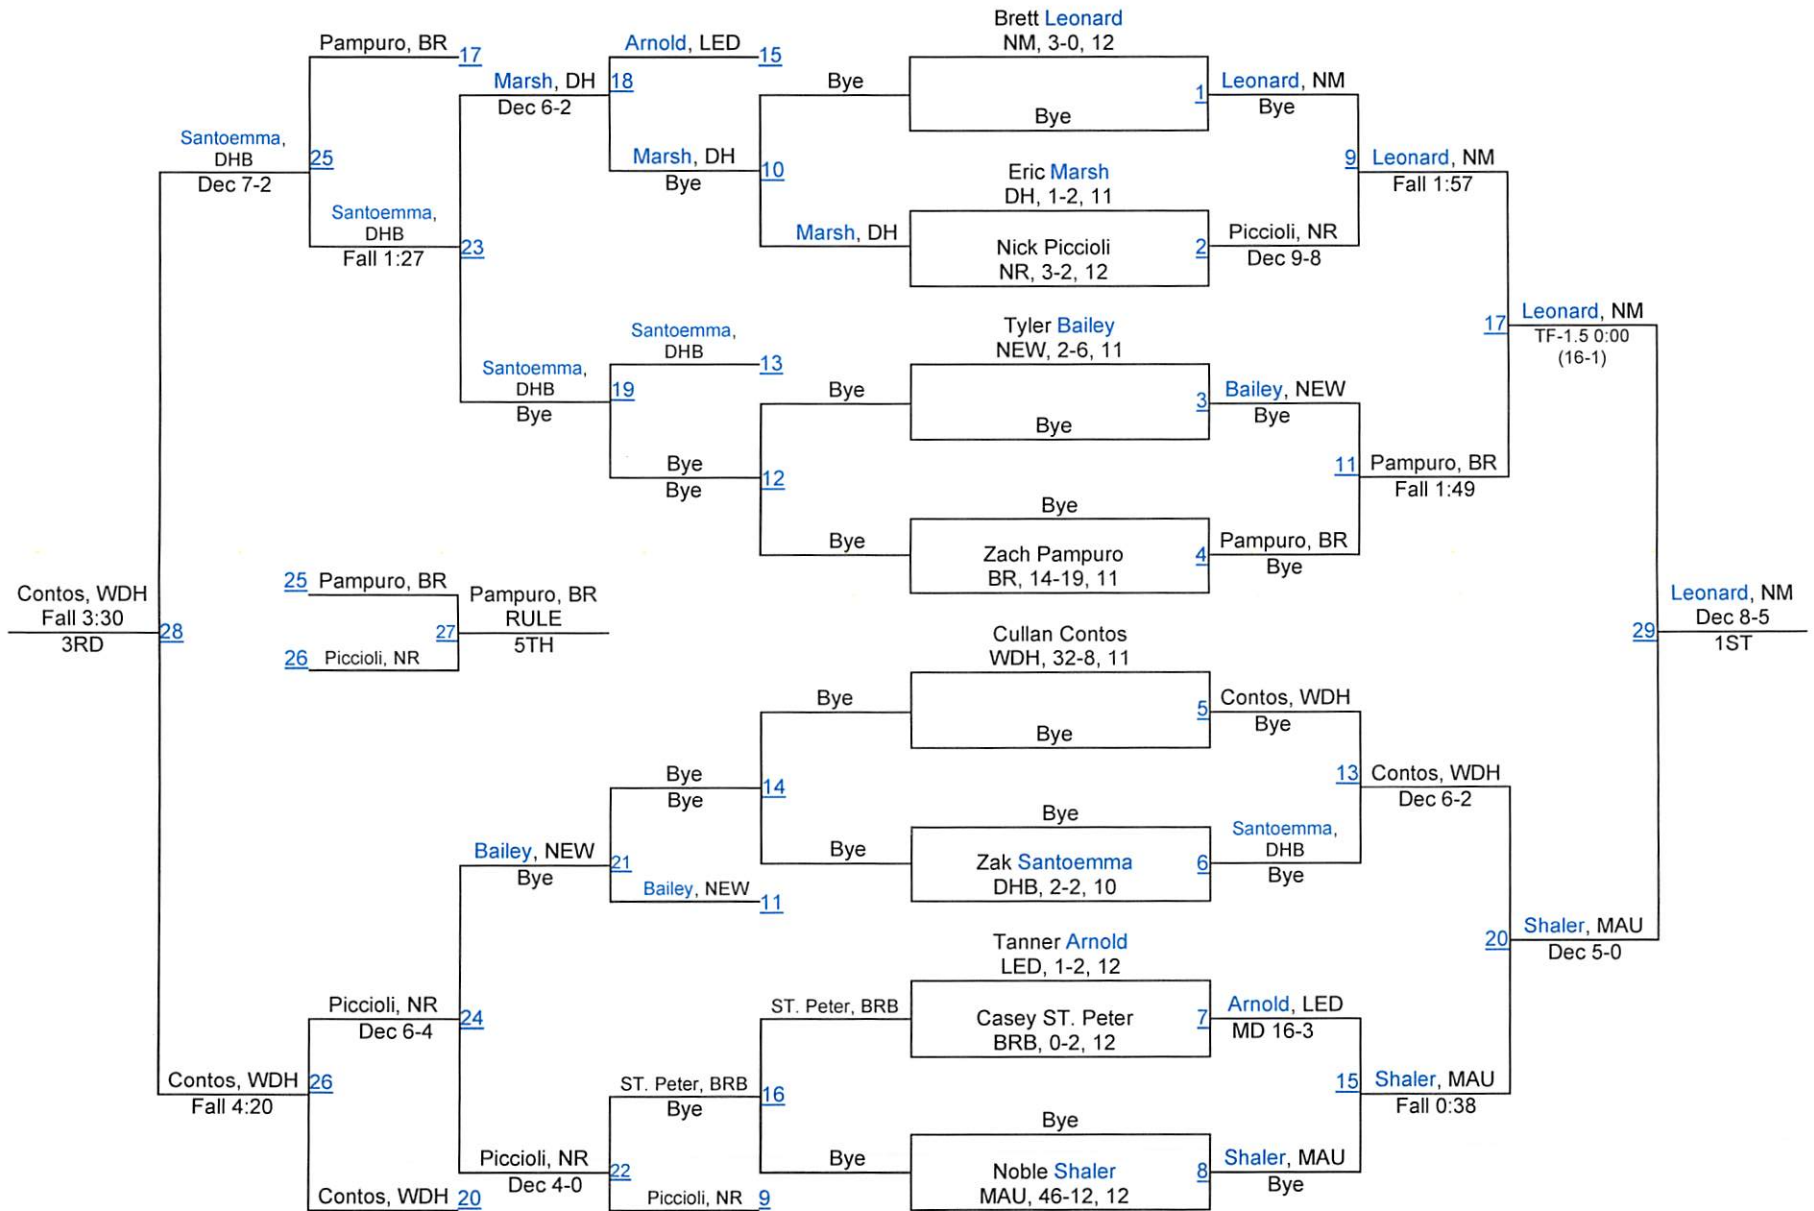 Pampuro, BR
17
Santoemma,
DHB
Dec 7-2
25
Santoemma,
DHB
Fall 1:27
23
Marsh, DH
Dec 6-2
18
Arnold, LED
15
Marsh, DH
Bye
10
Bye
Marsh, DH
Santoemma,
DHB
Bye
19
Santoemma,
DHB
13
Bye
Bye
12
Bye
Bye
Brett Leonard
NM, 3-0, 12
Bye
1
Leonard, NM
Bye
Eric Marsh
DH, 1-2, 11
Nick Piccioli
NR, 3-2, 12
2
Piccioli, NR
Dec 9-8
9
Leonard, NM
Fall 1:57
Tyler Bailey
NEW, 2-6, 11
Bye
3
Bailey, NEW
Bye
Bye
Zach Pampuro
BR, 14-19, 11
4
Pampuro, BR
Bye
11
Pampuro, BR
Fall 1:49
17
Leonard, NM
TF-1.5 0:00
(16-1)
Contos, WDH
Fall 3:30
3RD
28
25
Pampuro, BR
26
Piccioli, NR
27
Pampuro, BR
RULE
5TH
29
Leonard, NM
Dec 8-5
1ST
Cullan Contos
WDH, 32-8, 11
Bye
5
Contos, WDH
Bye
Bye
Zak Santoemma
DHB, 2-2, 10
6
Santoemma,
DHB
Bye
13
Contos, WDH
Dec 6-2
Bye
Bye
14
Bye
Bye
Bailey, NEW
Bye
21
Bailey, NEW
11
Tanner Arnold
LED, 1-2, 12
Casey ST. Peter
BRB, 0-2, 12
7
Arnold, LED
MD 16-3
Bye
Noble Shaler
MAU, 46-12, 12
8
Shaler, MAU
Bye
15
Shaler, MAU
Fall 0:38
20
Shaler, MAU
Dec 5-0
ST. Peter, BRB
Bye
16
ST. Peter, BRB
Bye
Piccioli, NR
Dec 6-4
24
Piccioli, NR
Dec 4-0
22
Piccioli, NR
9
Contos, WDH
Fall 4:20
26
Contos, WDH
20